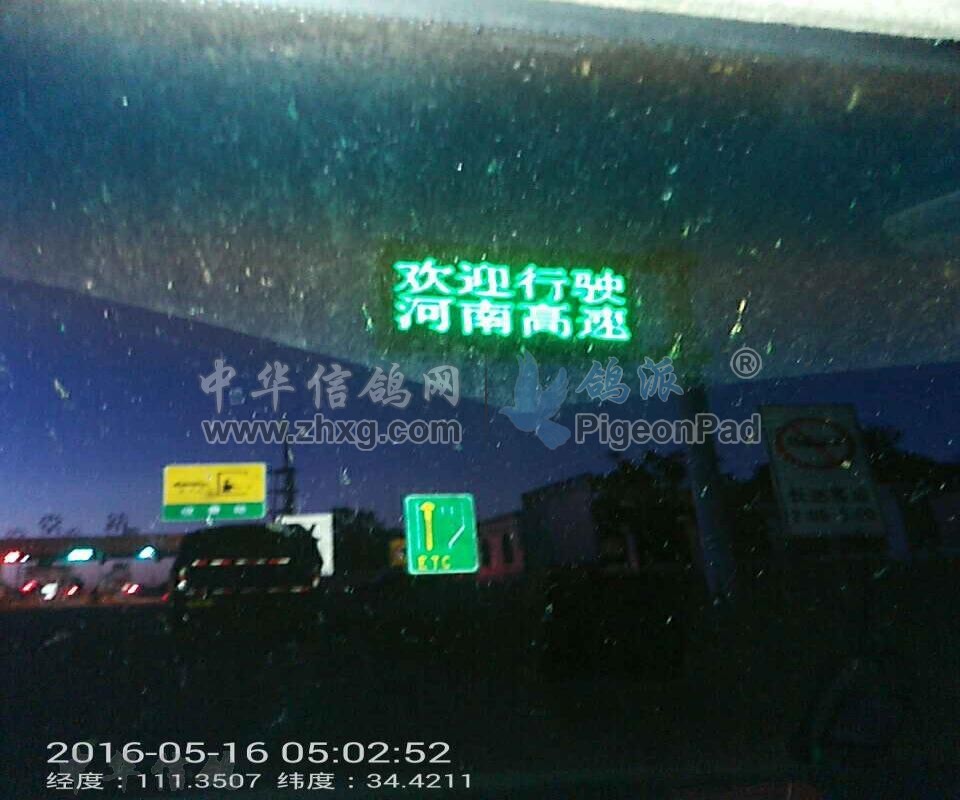 欢迎行驶
河南高速
中华信鸽网
www.zhxg.com
鸽派®
PigeonPad
ETC
2016-05-16 05:02:52
经度：111.3507 纬度：34.4211